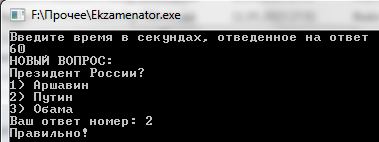 F:\Прочее\Ekzamenator.exe
Введите время в секундах, отведенное на ответ
60
НОВЫЙ ВОПРОС:
Президент России?
1) Аршавин
2) Путин
3) Обама
Ваш ответ номер: 2
Правильно!